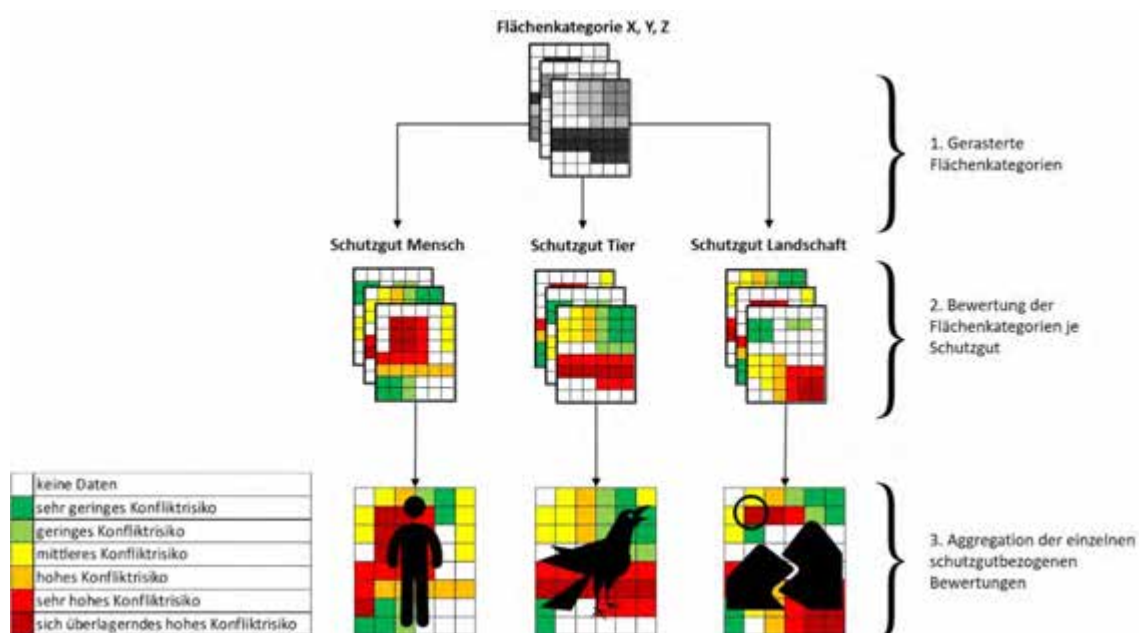 Flächenkategorie X, Y, Z
1. Gerasterte
Flächenkategorien
Schutzgut Mensch
Schutzgut Tier
Schutzgut Landschaft
2. Bewertung der
Flächenkategorien je
Schutzgut
keine Daten
sehr geringes Konfliktrisiko
geringes Konfliktrisiko
mittleres Konfliktrisiko
hohes Konfliktrisiko
sehr hohes Konfliktrisiko
sich überlagerndes hohes Konfliktrisiko
3. Aggregation der einzelnen
schutzgutbezogenen
Bewertungen